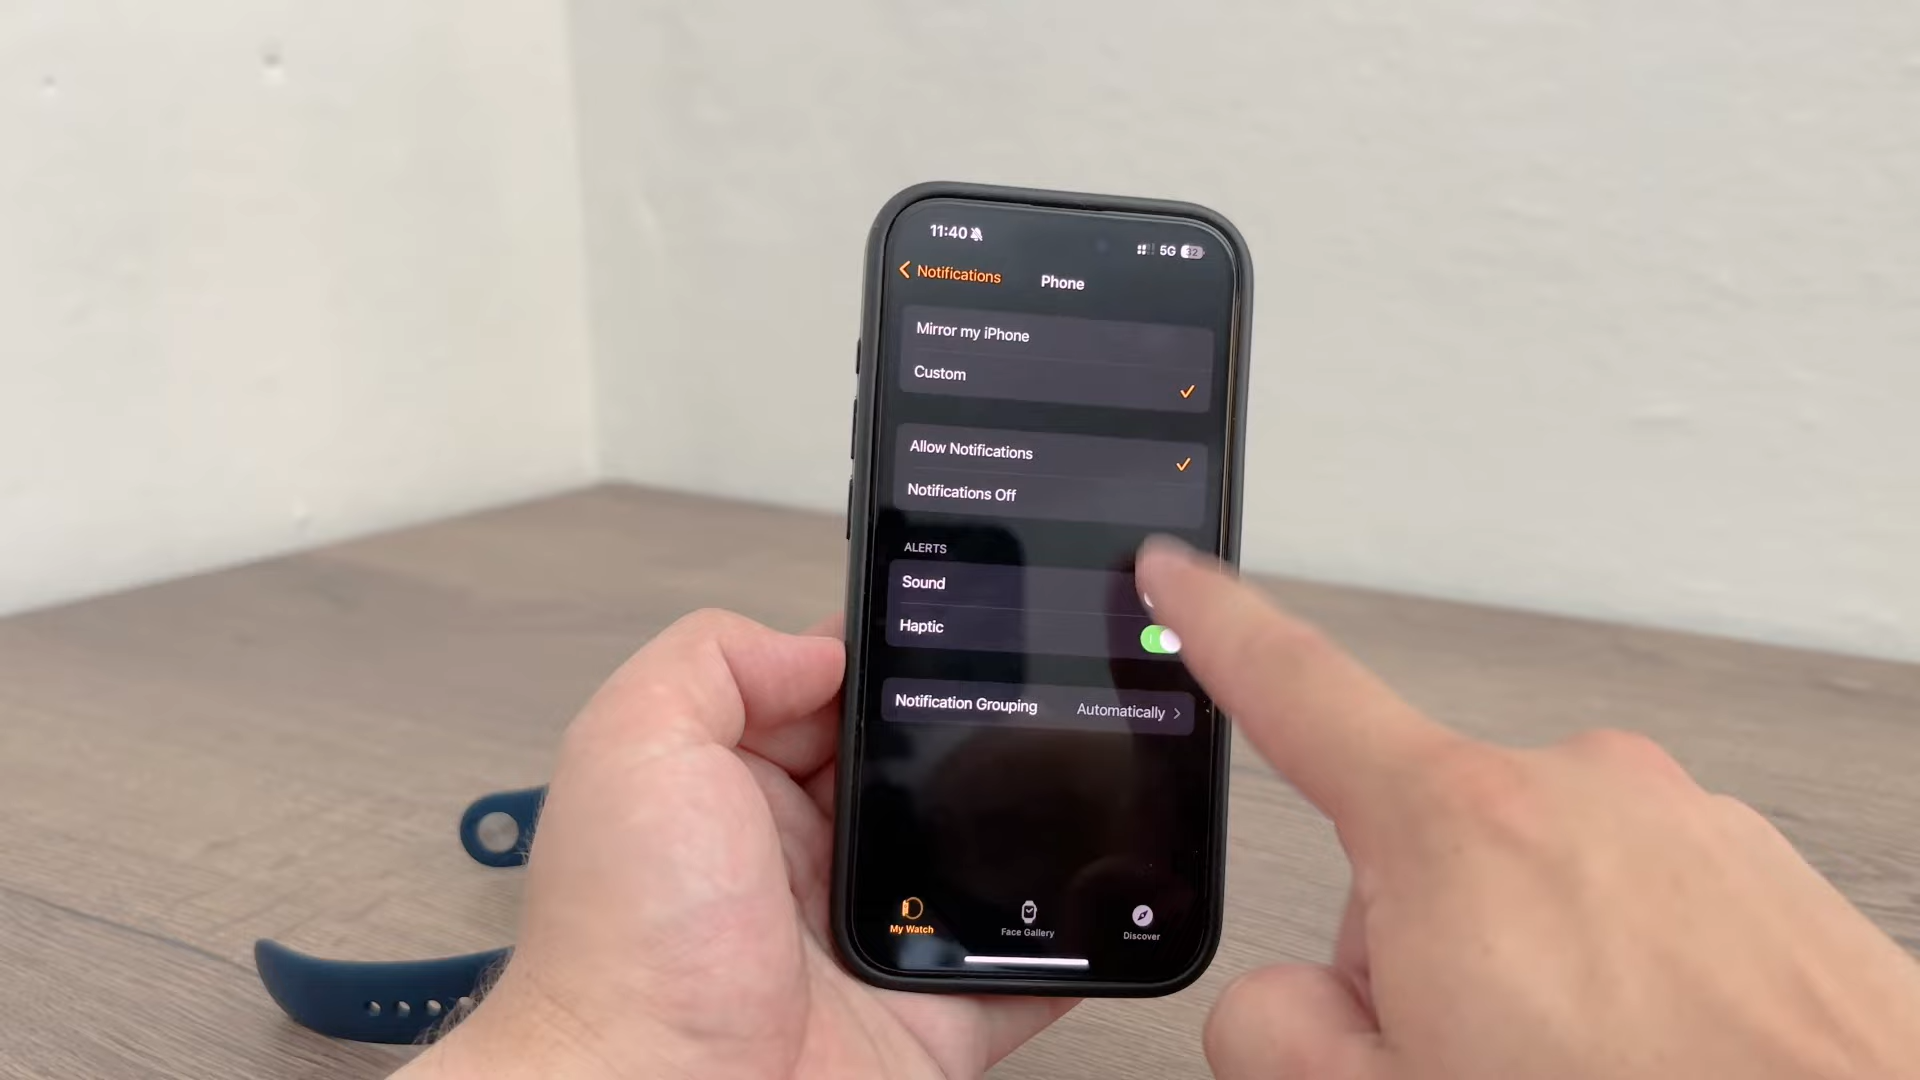 11:40
5G 32
Notifications
Phone
Mirror my iPhone
Custom
Allow Notifications
Notifications Off
ALERTS
Sound
Haptic
Notification Grouping Automatically
My Watch
Face Gallery
Discover